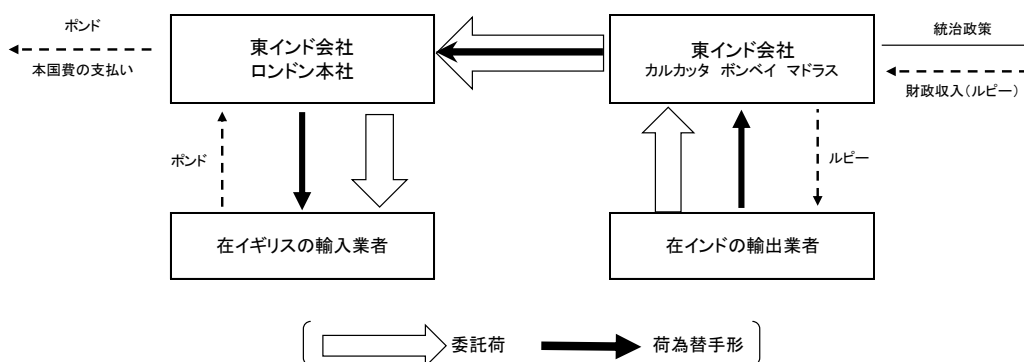 ポンド
本国費の支払い
東インド会社
ロンドン本社
東インド会社
カルカッタ ボンベイ マドラス
統治政策
財政収入(ルピー)
ポンド
ルピー
在イギリスの輸入業者
在インドの輸出業者
委託荷
荷為替手形